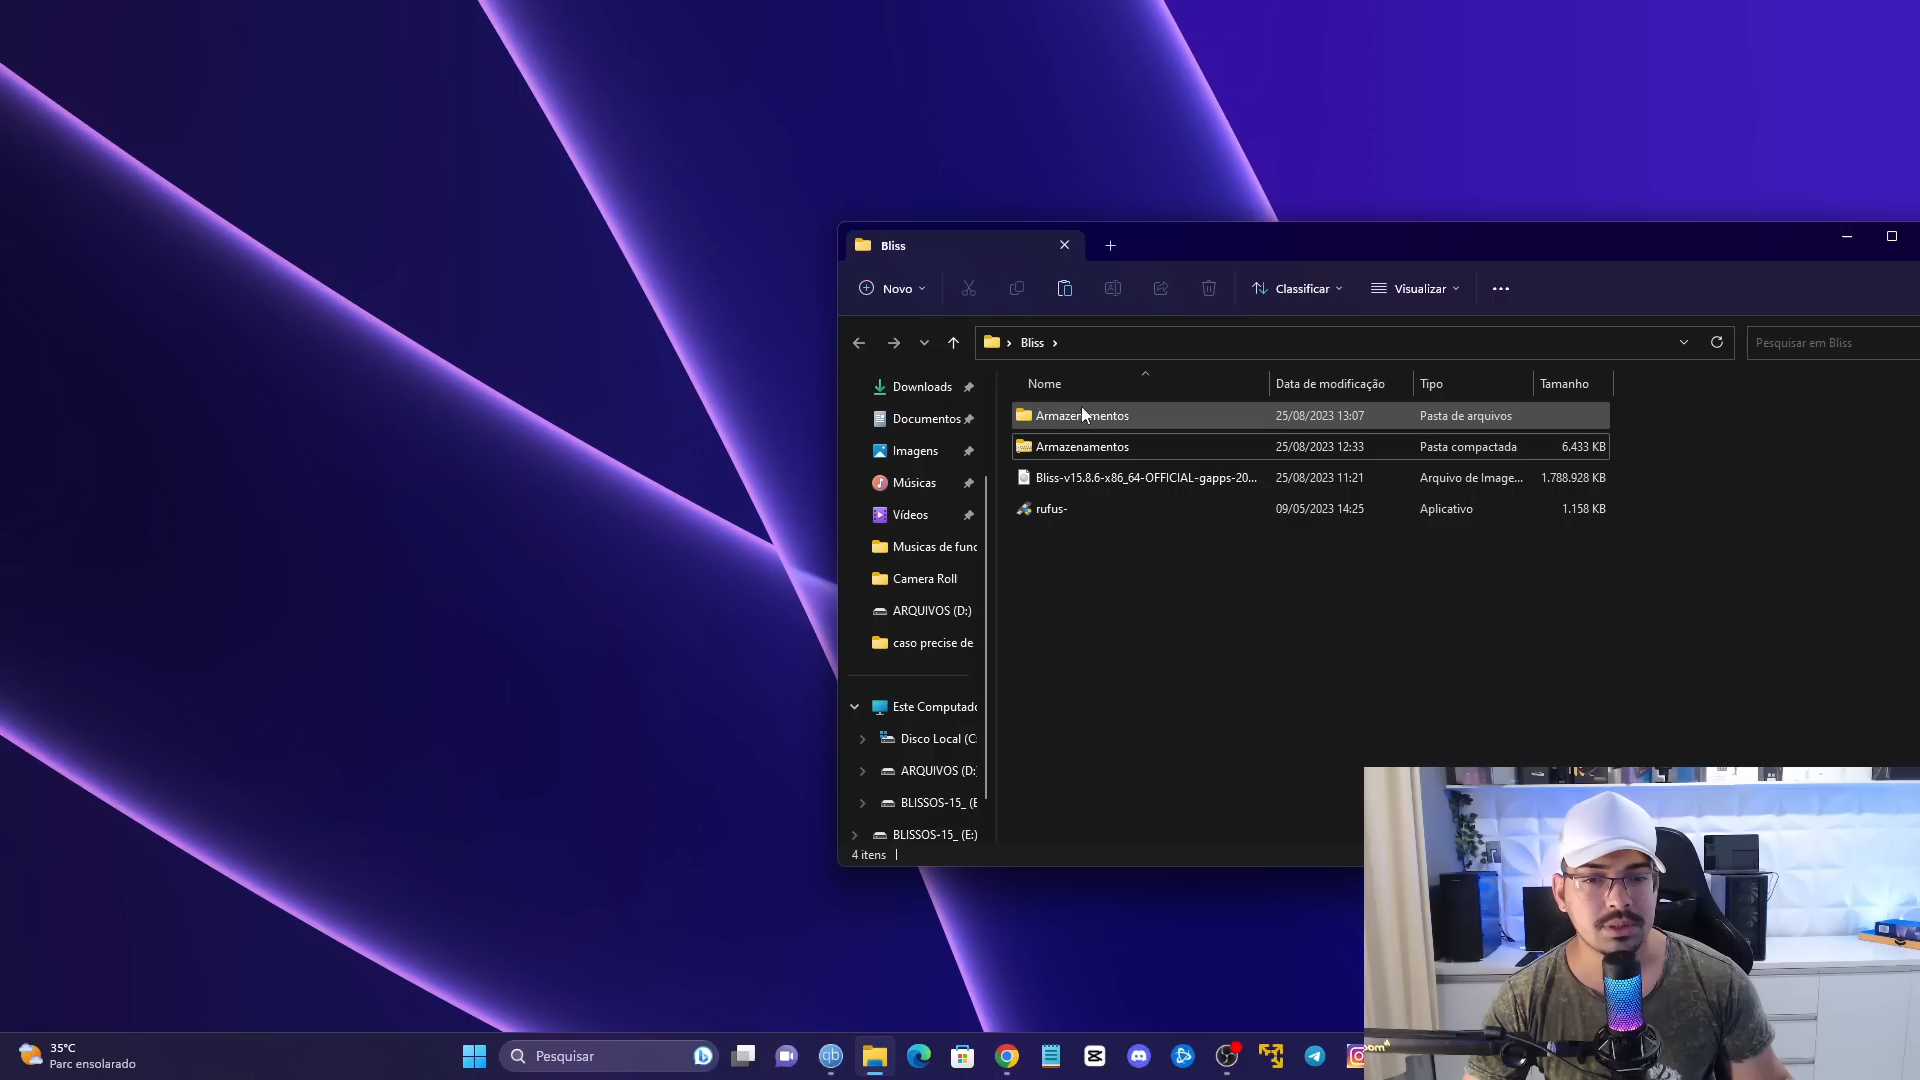 Bliss
Novo
Classificar
Visualizar
Bliss
Pesquisar em Bliss
Nome
Data de modificação
Tipo
Tamanho
Armazenamentos
25/08/2023 13:07
Pasta de arquivos
Armazenamentos
25/08/2023 12:33
Pasta compactada
6.433 KB
Bliss-v15.8.6-x86_64-OFFICIAL-gapps-20...
25/08/2023 11:21
Arquivo de Image...
1.788.928 KB
rufus-
09/05/2023 14:25
Aplicativo
1.158 KB
Downloads
Documentos
Imagens
Músicas
Vídeos
Musicas de func
Camera Roll
ARQUIVOS (D:)
caso precise de
Este Computado
Disco Local (C:
ARQUIVOS (D:
BLISSOS-15_ (E
BLISSOS-15_ (E:)
4 itens
35°C
Parc ensolarado
Pesquisar
qb